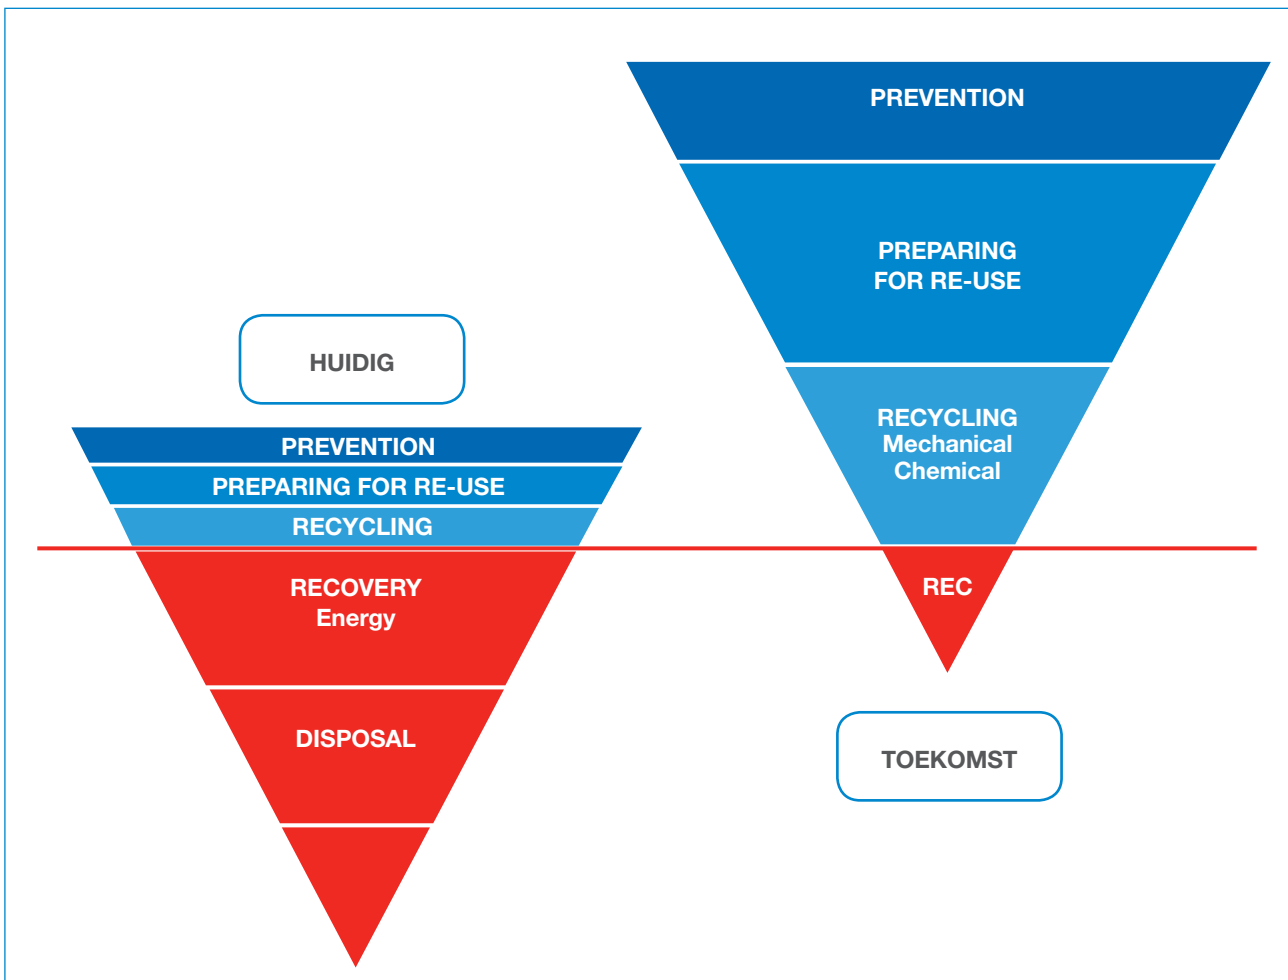 HUIDIG
PREVENTION
PREPARING FOR RE-USE
RECYCLING
RECOVERY
Energy
DISPOSAL
PREVENTION
PREPARING
FOR RE-USE
RECYCLING
Mechanical
Chemical
REC
TOEKOMST